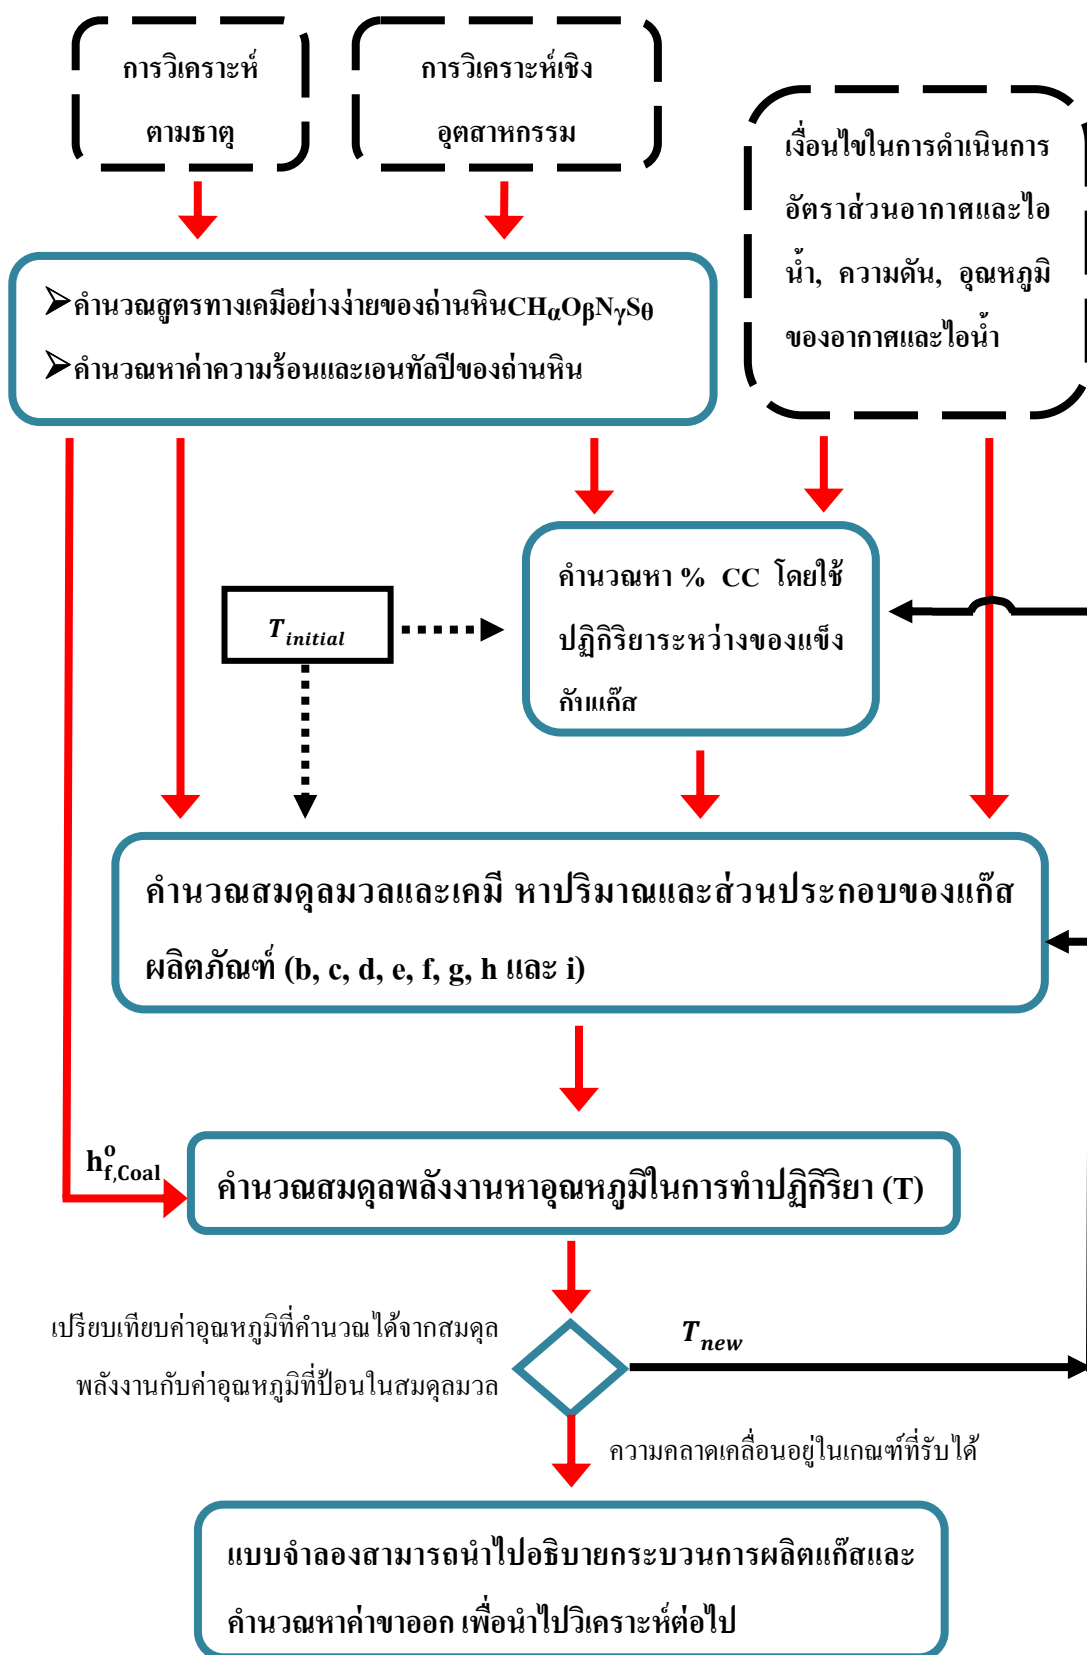 การวิเคราะห์
ตามธาตุ
การวิเคราะห์เชิง
อุตสาหกรรม
เงื่อนไขในการดำเนินการ
อัตราส่วนอากาศและไอ
น้ำ, ความดัน, อุณหภูมิ
ของอากาศและไอน้ำ
➢คำนวณสูตรทางเคมีอย่างง่ายของถ่านหินCHαOβNγSθ
➢คำนวณหาค่าความร้อนและเอนทัลปีของถ่านหิน
คำนวณหา % CC โดยใช้
ปฏิกิริยาระหว่างของแข็ง
กับแก๊ส
T_initial
คำนวณสมดุลมวลและเคมี หาปริมาณและส่วนประกอบของแก๊ส
ผลิตภัณฑ์ (b, c, d, e, f, g, h และ i)
h°f,Coal
คำนวณสมดุลพลังงานหาอุณหภูมิในการทำปฏิกิริยา (T)
เปรียบเทียบค่าอุณหภูมิที่คำนวณได้จากสมดุล
พลังงานกับค่าอุณหภูมิที่ป้อนในสมดุลมวล
T_new
ความคลาดเคลื่อนอยู่ในเกณฑ์ที่รับได้
แบบจำลองสามารถนำไปอธิบายกระบวนการผลิตแก๊สและ
คำนวณหาค่าขาออก เพื่อนำไปวิเคราะห์ต่อไป